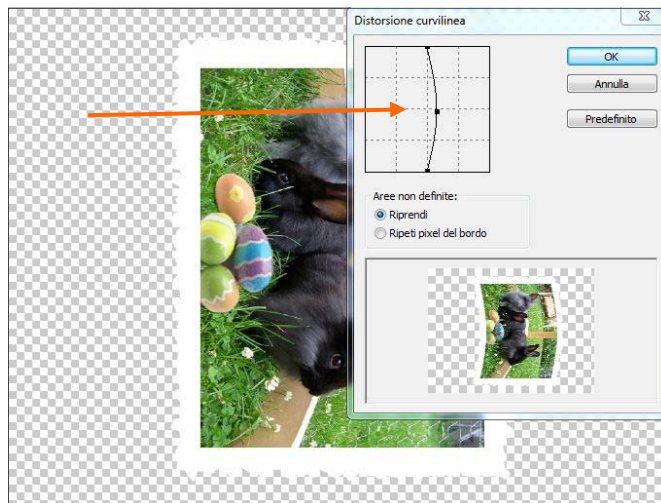 Distorsione curvilinea
OK
Annulla
Predefinito
Aree non definite:
Riprendi
Ripeti pixel del bordo